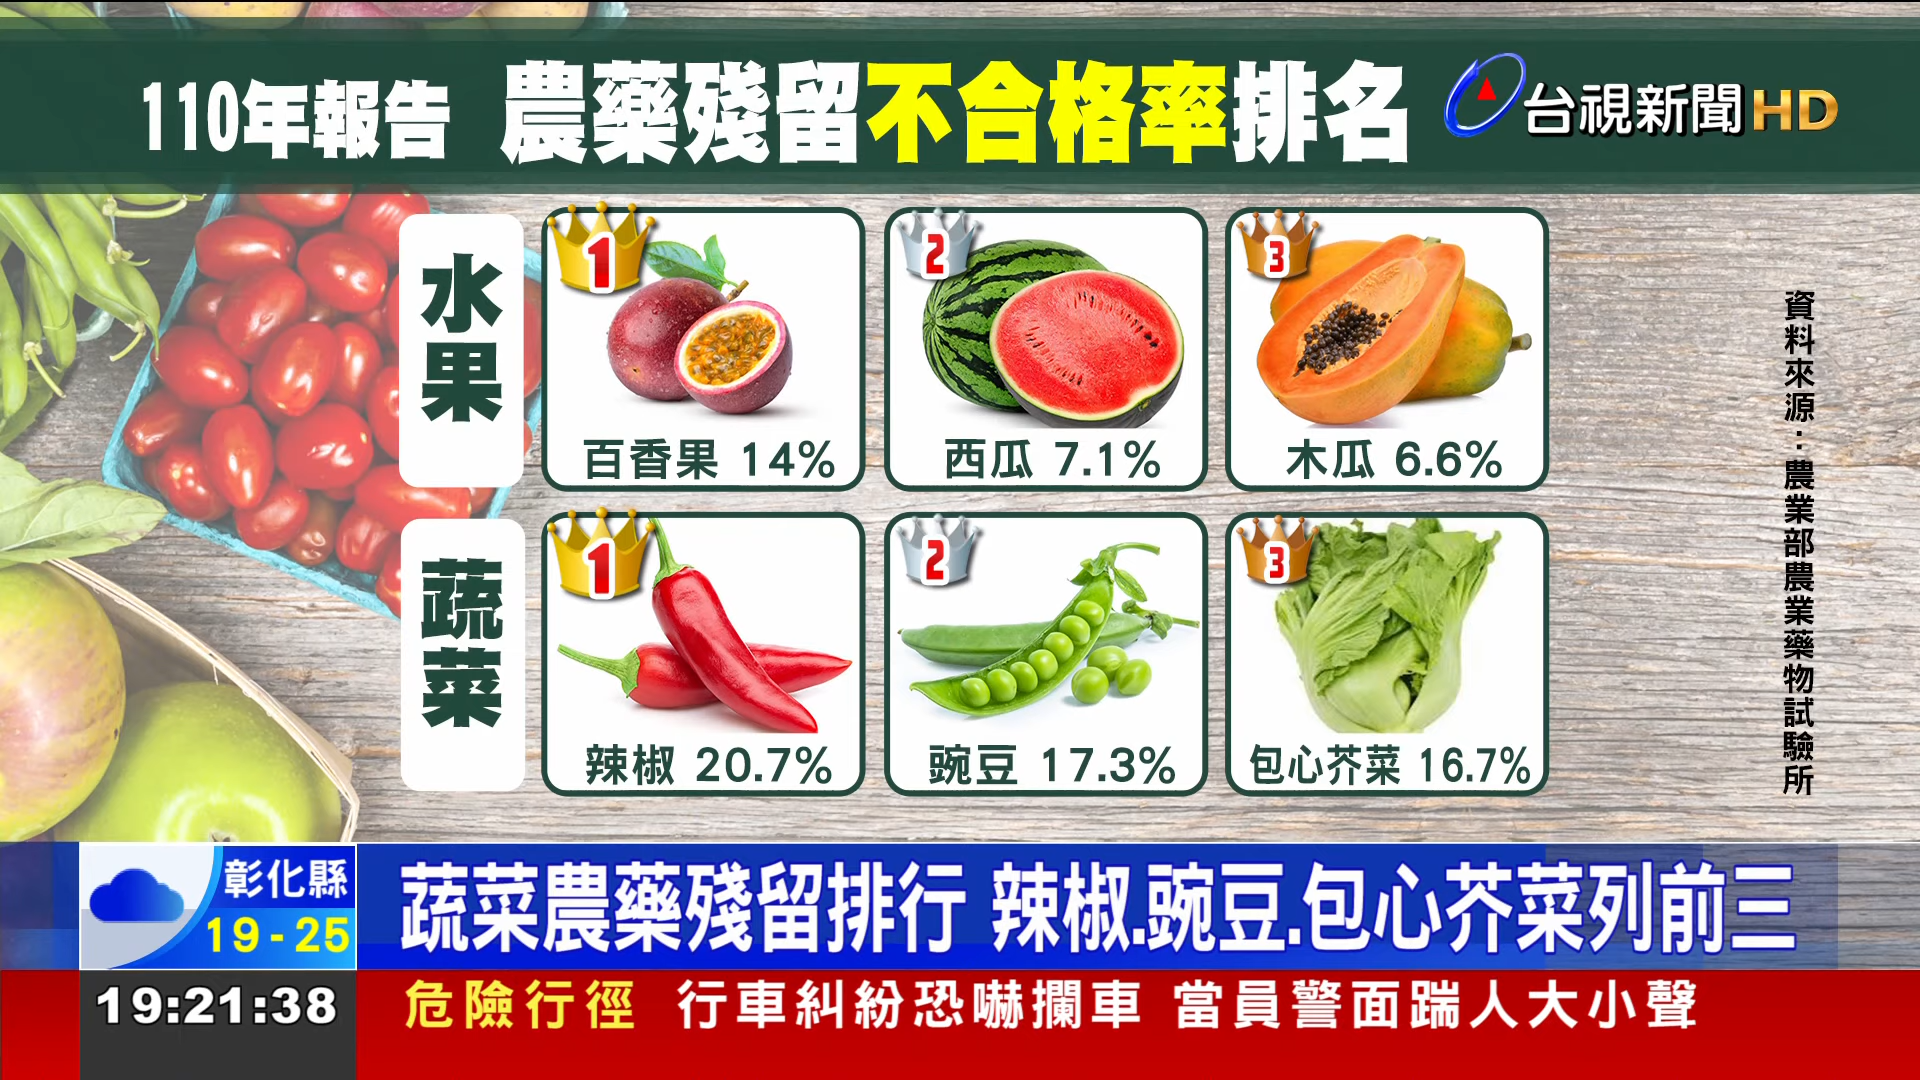 110年報告 農藥殘留不合格率排名
台視新聞HD
水果
1
百香果 14%
2
西瓜 7.1%
3
木瓜 6.6%
蔬菜
1
辣椒 20.7%
2
豌豆 17.3%
3
包心芥菜 16.7%
資料來源：農業部農業藥物試驗所
彰化縣
19-25
蔬菜農藥殘留排行 辣椒.豌豆.包心芥菜列前三
19:21:38
危險行徑 行車糾紛恐嚇攔車 當員警面踹人大小聲